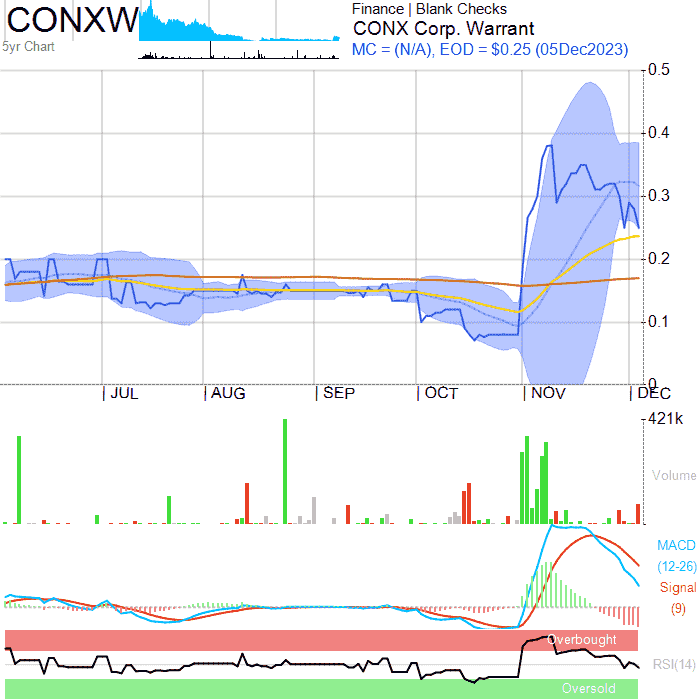 CONXW
5yr Chart
Finance | Blank Checks
CONX Corp. Warrant
MC = (N/A), EOD = $0.25 (05Dec2023)
0.5
0.4
0.3
0.2
0.1
0
JUL AUG SEP OCT NOV DEC
421k
Volume
MACD
(12-26)
Signal
(9)
Overbought
RSI(14)
Oversold